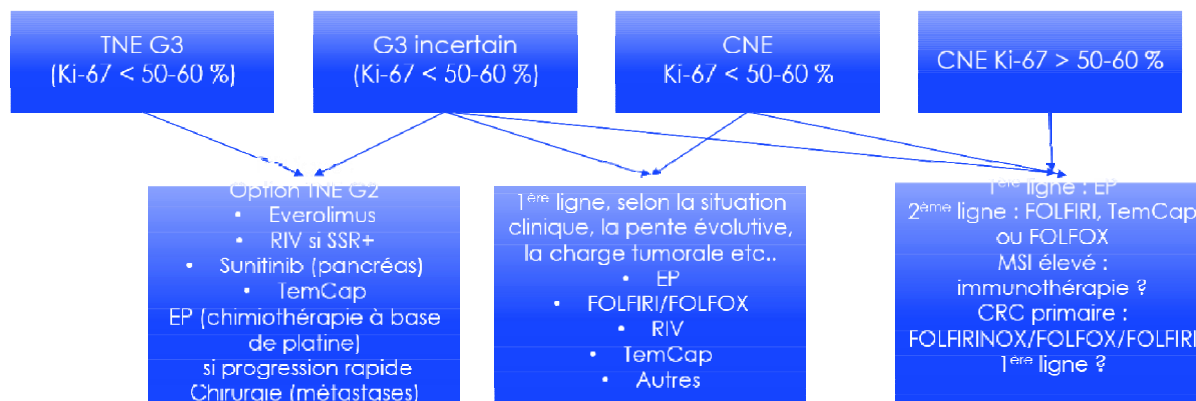 TNE G3
(Ki-67 < 50-60 %)
G3 incertain
(Ki-67 < 50-60 %)
CNE
Ki-67 < 50-60 %
CNE Ki-67 > 50-60 %
Option TNE G2
• Everolimus
• RIV si SSR+
• Sunitinib (pancréas)
• TemCap
EP (chimiothérapie à base
de platine)
si progression rapide
Chirurgie (métastases)
1ère ligne, selon la situation
clinique, la pente évolutive,
la charge tumorale etc..
• EP
• FOLFIRI/FOLFOX
• RIV
• TemCap
• Autres
1ère ligne : EP
2ème ligne : FOLFIRI, TemCap
ou FOLFOX
MSI élevé :
immunothérapie ?
CRC primaire :
FOLFIRINOX/FOLFOX/FOLFIRI
1ère ligne ?